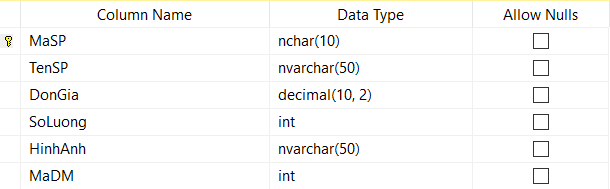 Column Name Data Type Allow Nulls
MaSP nchar(10)
TenSP nvarchar(50)
DonGia decimal(10, 2)
SoLuong int
HinhAnh nvarchar(50)
MaDM int